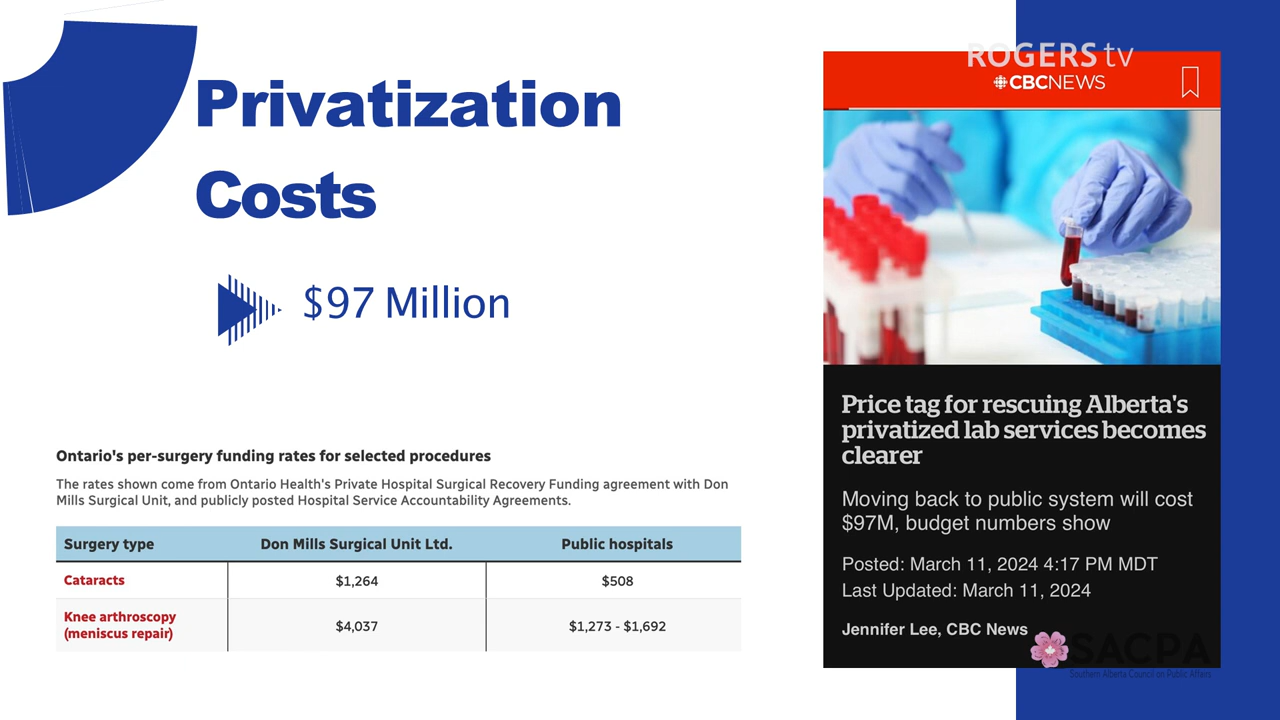 Privatization
Costs
$97 Million
Ontario's per-surgery funding rates for selected procedures
The rates shown come from Ontario Health's Private Hospital Surgical Recovery Funding agreement with Don
Mills Surgical Unit, and publicly posted Hospital Service Accountability Agreements.
Surgery type Don Mills Surgical Unit Ltd. Public hospitals
Cataracts $1,264 $508
Knee arthroscopy
(meniscus repair) $4,037 $1,273 - $1,692
ROGERS tv
CBCNEWS
Price tag for rescuing Alberta's
privatized lab services becomes
clearer
Moving back to public system will cost
$97M, budget numbers show
Posted: March 11, 2024 4:17 PM MDT
Last Updated: March 11, 2024
Jennifer Lee, CBC News
SACPA
Southern Alberta Council on Public Affairs